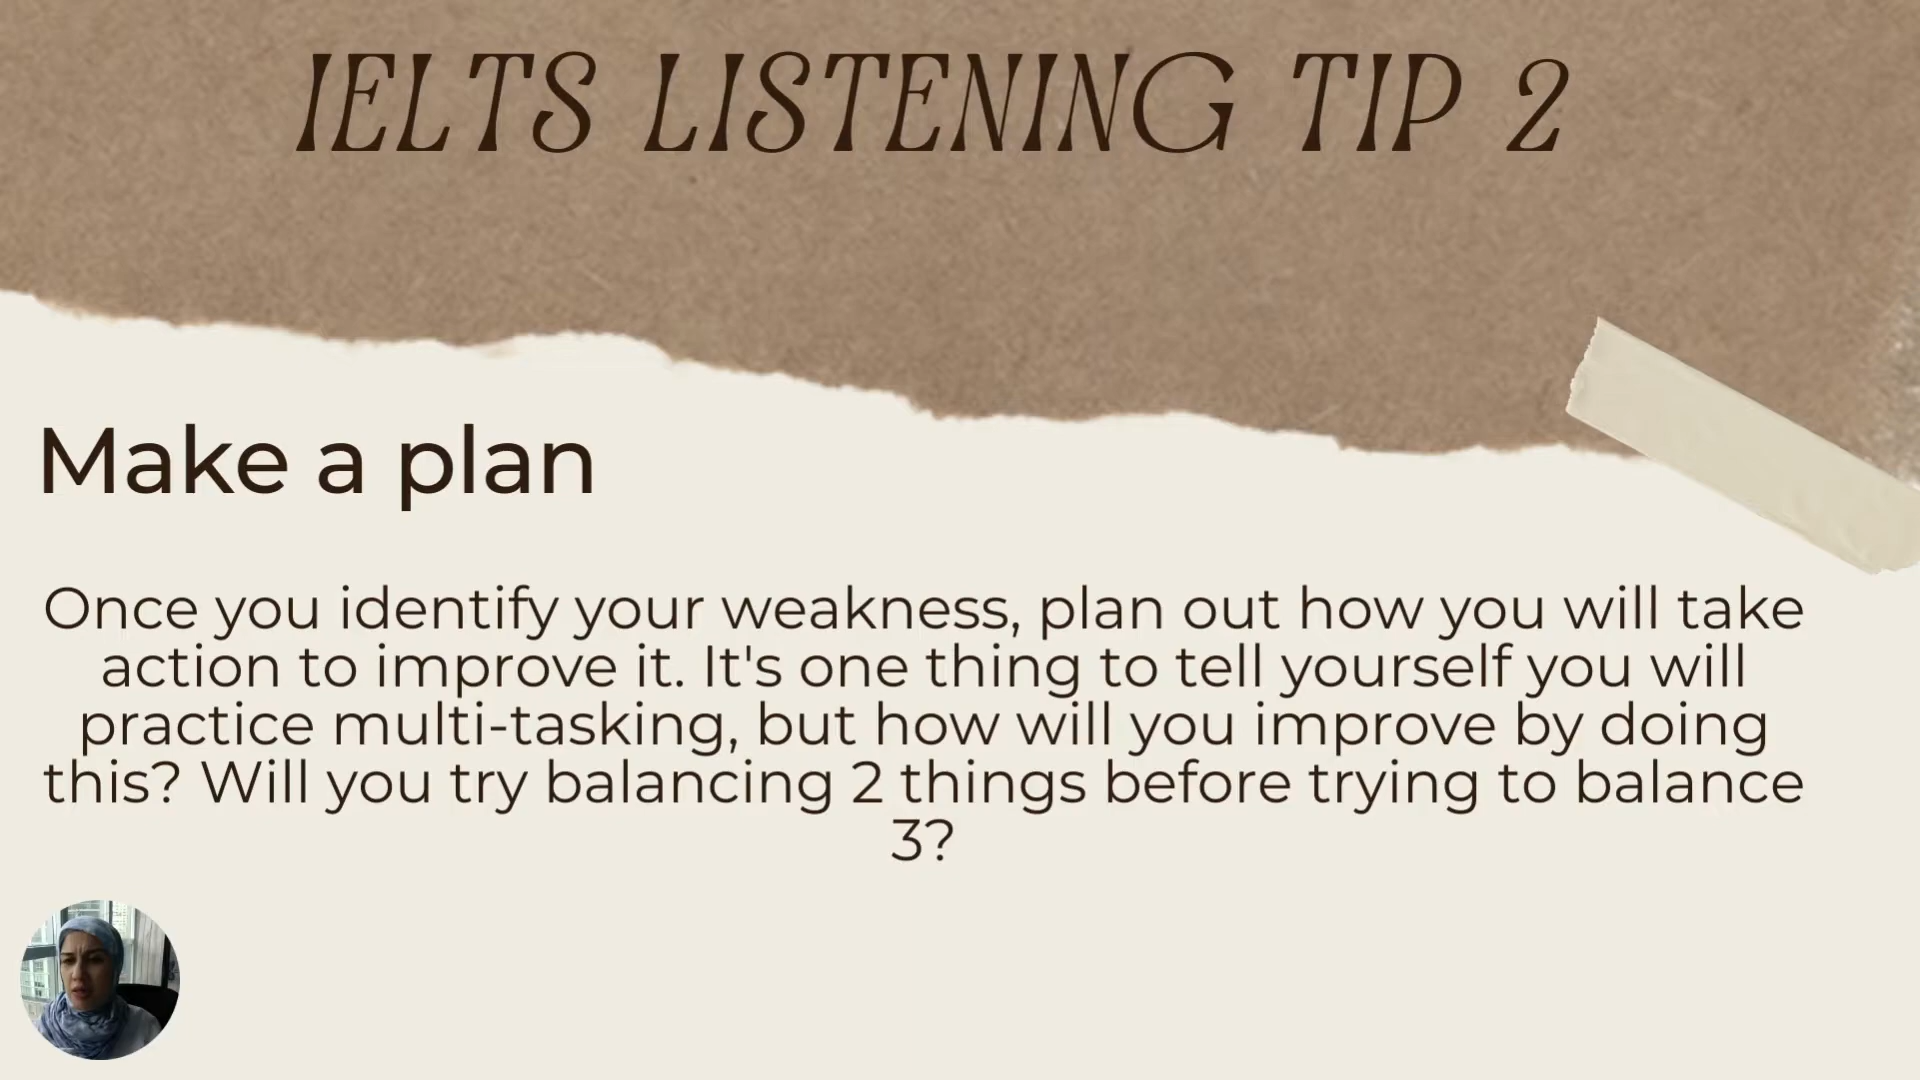 IELTS LISTENING TIP 2
Make a plan
Once you identify your weakness, plan out how you will take
action to improve it. It's one thing to tell yourself you will
practice multi-tasking, but how will you improve by doing
this? Will you try balancing 2 things before trying to balance
3?